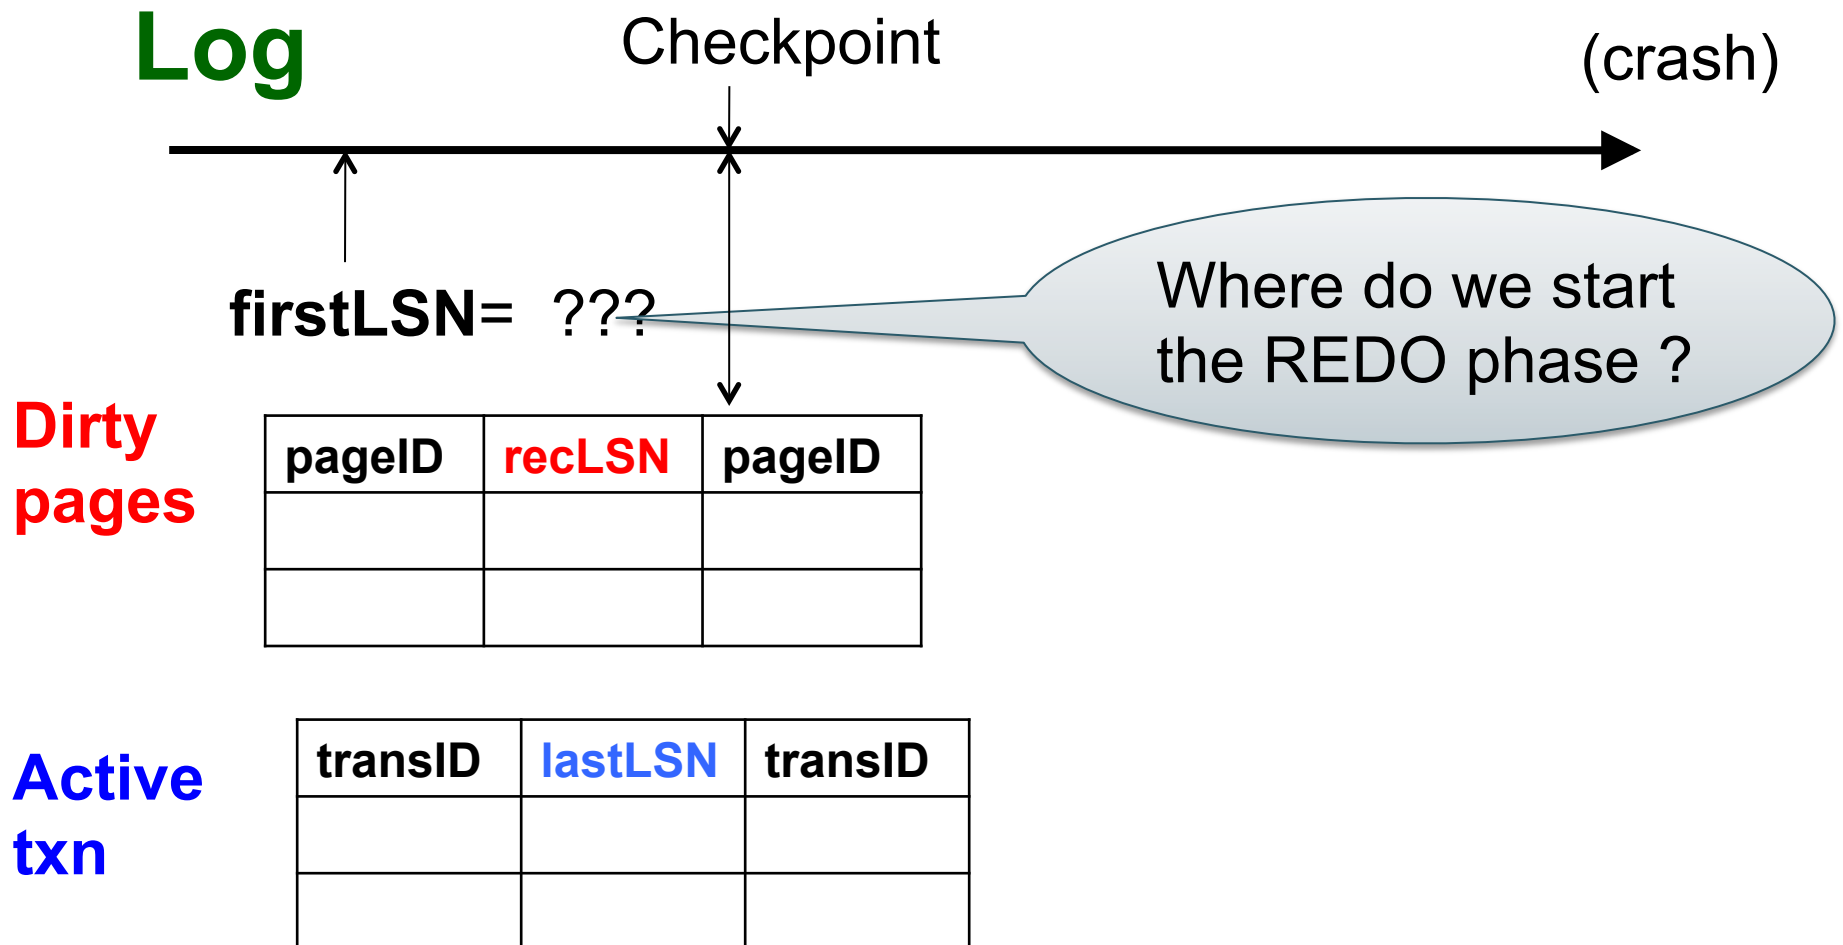 Log
Checkpoint
(crash)
firstLSN= ???
Where do we start
the REDO phase ?
Dirty
pages
pageID recLSN pageID
Active
txn
transID lastLSN transID